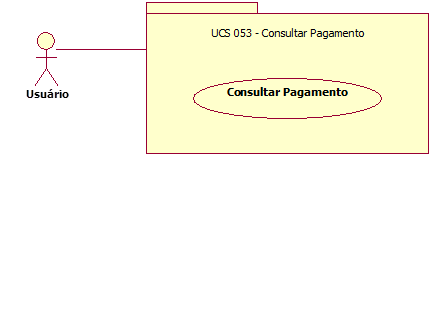 UCS 053 - Consultar Pagamento
Consultar Pagamento
Usuário